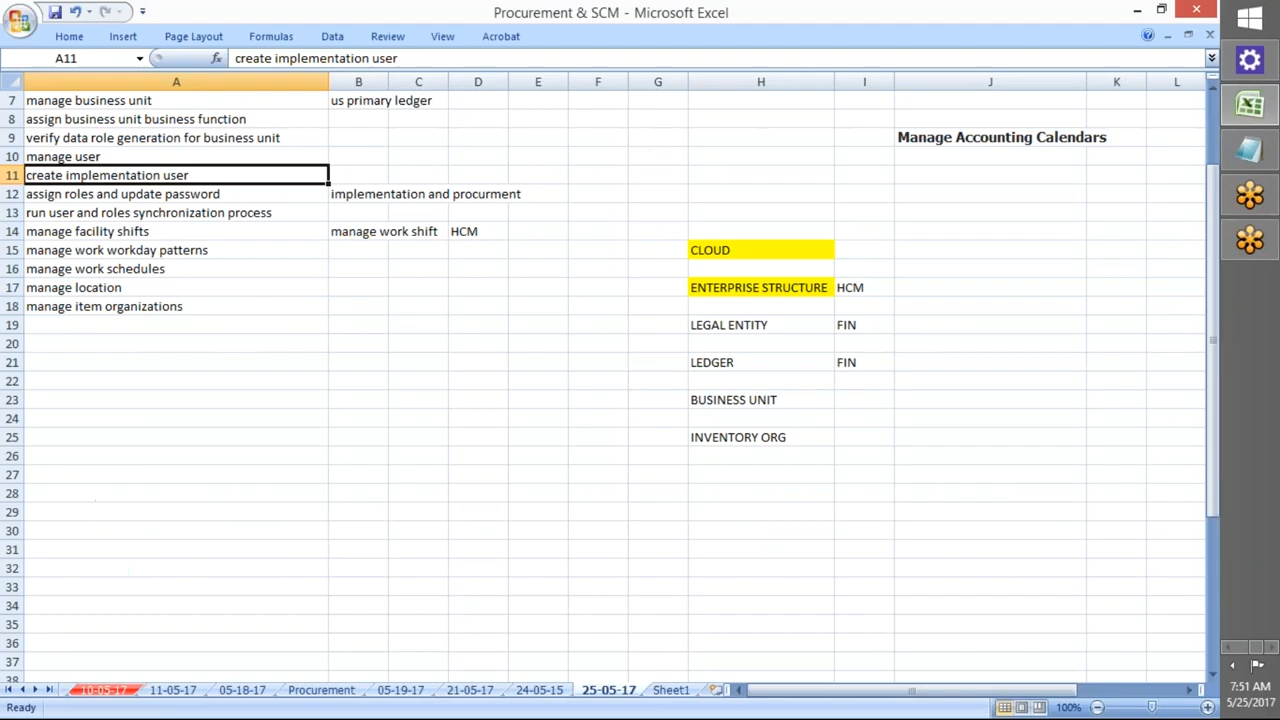 Procurement & SCM - Microsoft Excel
Home Insert Page Layout Formulas Data Review View Acrobat
A11 fx create implementation user
A B C D E F G H I J K L
7 manage business unit us primary ledger
8 assign business unit business function
9 verify data role generation for business unit Manage Accounting Calendars
10 manage user
11 create implementation user
12 assign roles and update password implementation and procurment
13 run user and roles synchronization process
14 manage facility shifts manage work shift HCM
15 manage work workday patterns CLOUD
16 manage work schedules
17 manage location ENTERPRISE STRUCTURE HCM
18 manage item organizations
19 LEGAL ENTITY FIN
20
21 LEDGER FIN
22
23 BUSINESS UNIT
24
25 INVENTORY ORG
26
27
28
29
30
31
32
33
34
35
36
37
38
10-05-17 11-05-17 05-18-17 Procurement 05-19-17 21-05-17 24-05-15 25-05-17 Sheet1
Ready 100%
7:51 AM
5/25/2017